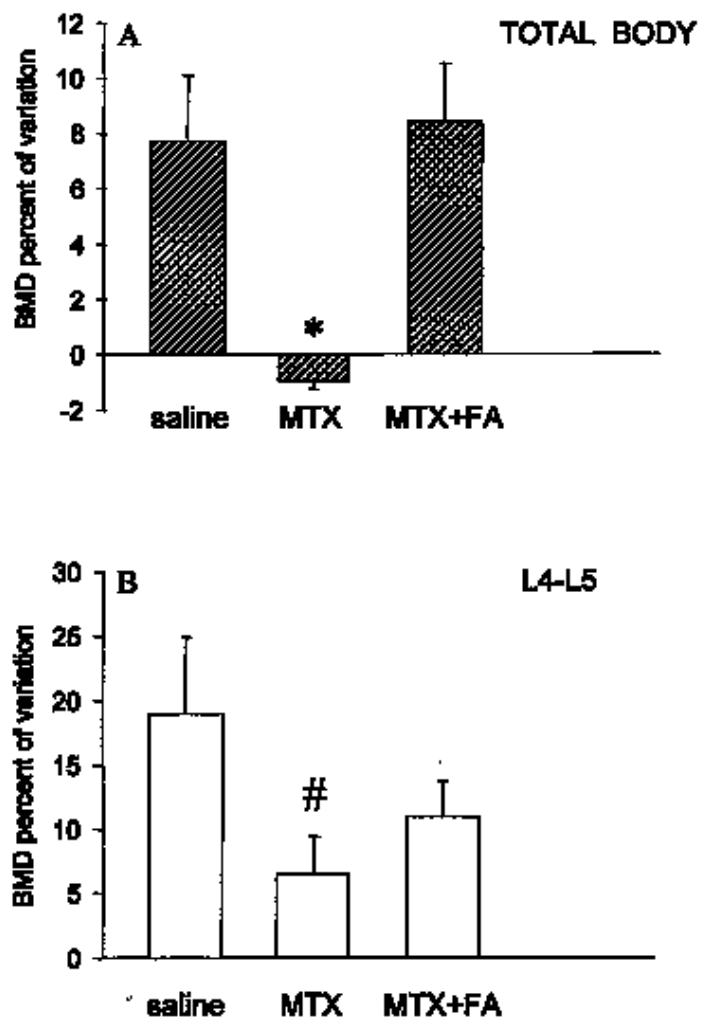 A
TOTAL BODY
BMD percent of variation
12
10
8
6
4
2
0
-2
*
saline MTX MTX+FA
B
L4-L5
BMD percent of variation
30
25
20
15
10
5
0
#
saline MTX MTX+FA